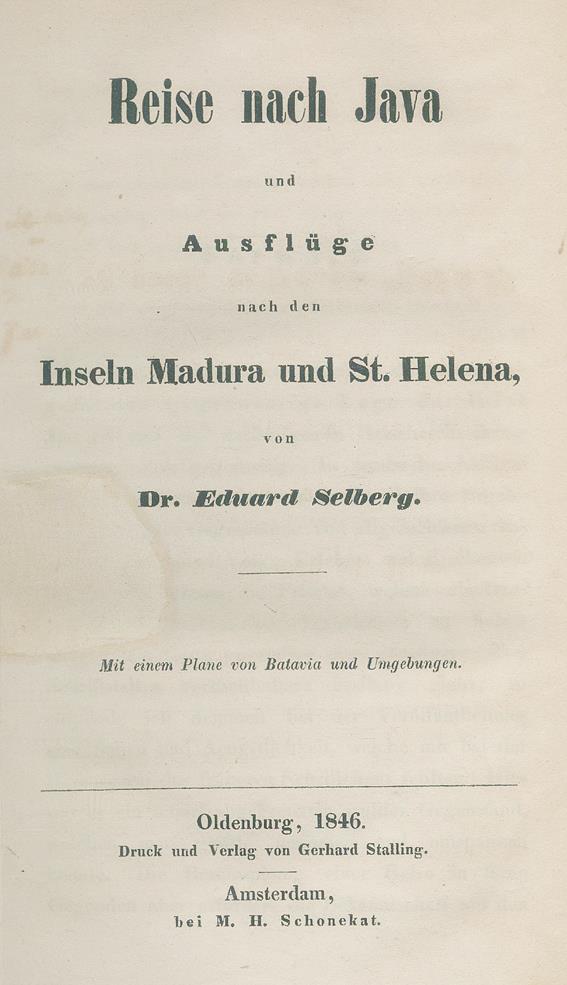 Reise nach Java
und
Ausflüge
nach den
Inseln Madura und St. Helena,
von
Dr. Eduard Selberg.
Mit einem Plane von Batavia und Umgebungen.
Oldenburg, 1846.
Druck und Verlag von Gerhard Stalling.
Amsterdam,
bei M. H. Schonekat.